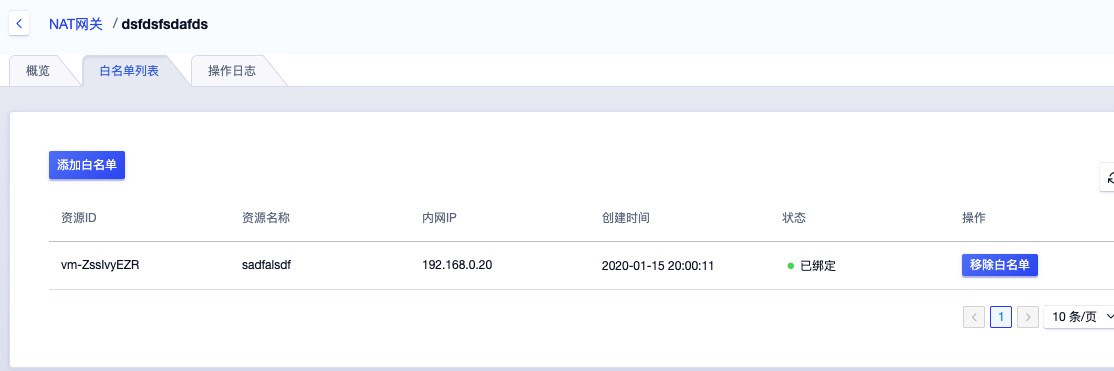 NAT网关 / dsfdsfsdafds
概览 白名单列表 操作日志
添加白名单
资源ID 资源名称 内网IP 创建时间 状态 操作
vm-ZssIvyEZR sadfalsdf 192.168.0.20 2020-01-15 20:00:11 已绑定 移除白名单
1 10 条/页